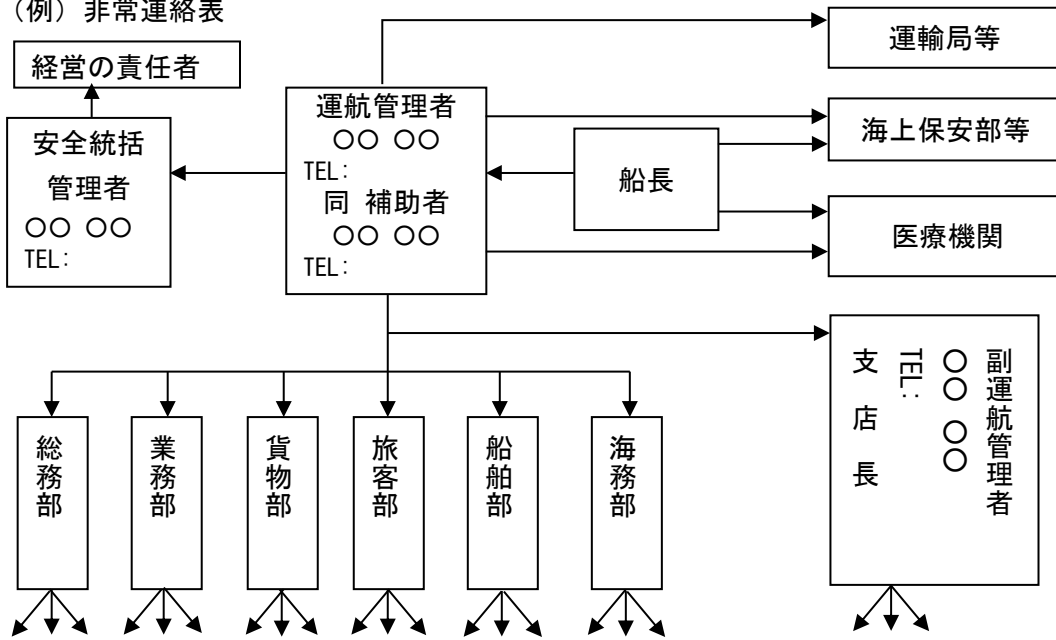 （例）非常連絡表
運輸局等
経営の責任者
運航管理者
○○ ○○
TEL:
同 補助者
○○ ○○
TEL:
海上保安部等
安全統括
管理者
○○ ○○
TEL:
船長
医療機関
副運航管理者
○○ ○○
TEL:
支店長
総務部
業務部
貨物部
旅客部
船舶部
海務部